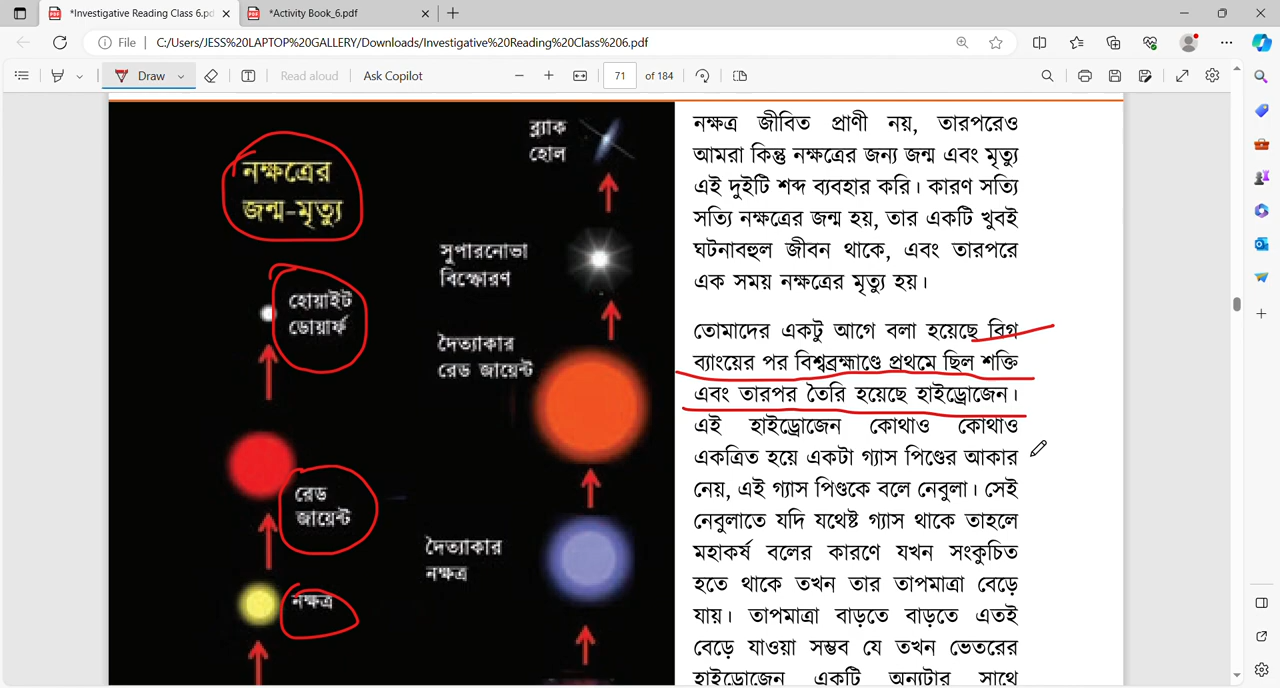 *Investigative Reading Class 6.pd
*Activity Book_6.pdf
File
C:/Users/JESS%20LAPTOP%20GALLERY/Downloads/Investigative%20Reading%20Class%206.pdf
Draw
Read aloud
Ask Copilot
71
of 184
নক্ষত্রের
জন্ম-মৃত্যু
হোয়াইট
ডোয়ার্ফ
রেড
জায়েন্ট
নক্ষত্র
ব্ল্যাক
হোল
সুপারনোভা
বিস্ফোরণ
দৈত্যাকার
রেড জায়েন্ট
দৈত্যাকার
নক্ষত্র
নক্ষত্র জীবিত প্রাণী নয়, তারপরেও
আমরা কিন্তু নক্ষত্রের জন্য জন্ম এবং মৃত্যু
এই দুইটি শব্দ ব্যবহার করি। কারণ সত্যি
সত্যি নক্ষত্রের জন্ম হয়, তার একটি খুবই
ঘটনাবহুল জীবন থাকে, এবং তারপরে
এক সময় নক্ষত্রের মৃত্যু হয়।
তোমাদের একটু আগে বলা হয়েছে বিগ
ব্যাংয়ের পর বিশ্বব্রহ্মাণ্ডে প্রথমে ছিল শক্তি
এবং তারপর তৈরি হয়েছে হাইড্রোজেন।
এই হাইড্রোজেন কোথাও কোথাও
একত্রিত হয়ে একটা গ্যাস পিণ্ডের আকার
নেয়, এই গ্যাস পিণ্ডকে বলে নেবুলা। সেই
নেবুলাতে যদি যথেষ্ট গ্যাস থাকে তাহলে
মহাকর্ষ বলের কারণে যখন সংকুচিত
হতে থাকে তখন তার তাপমাত্রা বেড়ে
যায়। তাপমাত্রা বাড়তে বাড়তে এতই
বেড়ে যাওয়া সম্ভব যে তখন ভেতরের
হাইড্রোজেন একটি অন্যটার সাথে